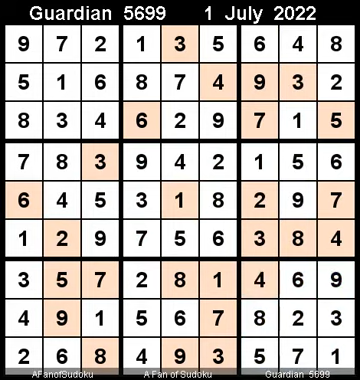 Guardian 5699 1 July 2022
9 7 2 1 3 5 6 4 8
5 1 6 8 7 4 9 3 2
8 3 4 6 2 9 7 1 5
7 8 3 9 4 2 1 5 6
6 4 5 3 1 8 2 9 7
1 2 9 7 5 6 3 8 4
3 5 7 2 8 1 4 6 9
4 9 1 5 6 7 8 2 3
2 6 8 4 9 3 5 7 1
AFanofSudoku A Fan of Sudoku Guardian 5699